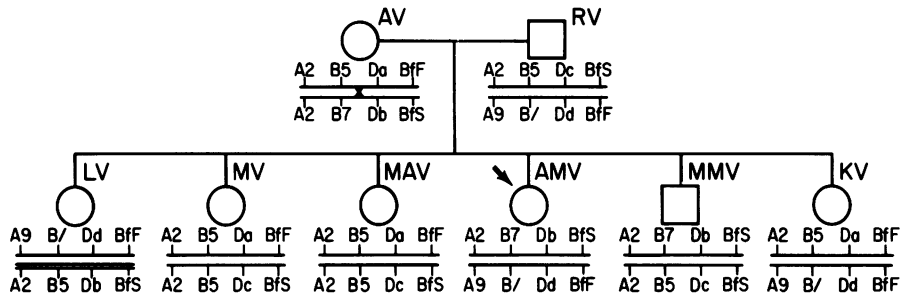 AV RV
A2 B5 Da BfF A2 B5 Dc BfS
A2 B7 Db BfS A9 B/ Dd BfF
LV MV MAV AMV MMV KV
A9 B/ Dd BfF A2 B5 Da BfF A2 B5 Da BfF A2 B7 Db BfS A2 B7 Db BfS A2 B5 Da BfF
A2 B5 Db BfS A2 B5 Dc BfS A2 B5 Dc BfS A9 B/ Dd BfF A2 B5 Dc BfS A9 B/ Dd BfF